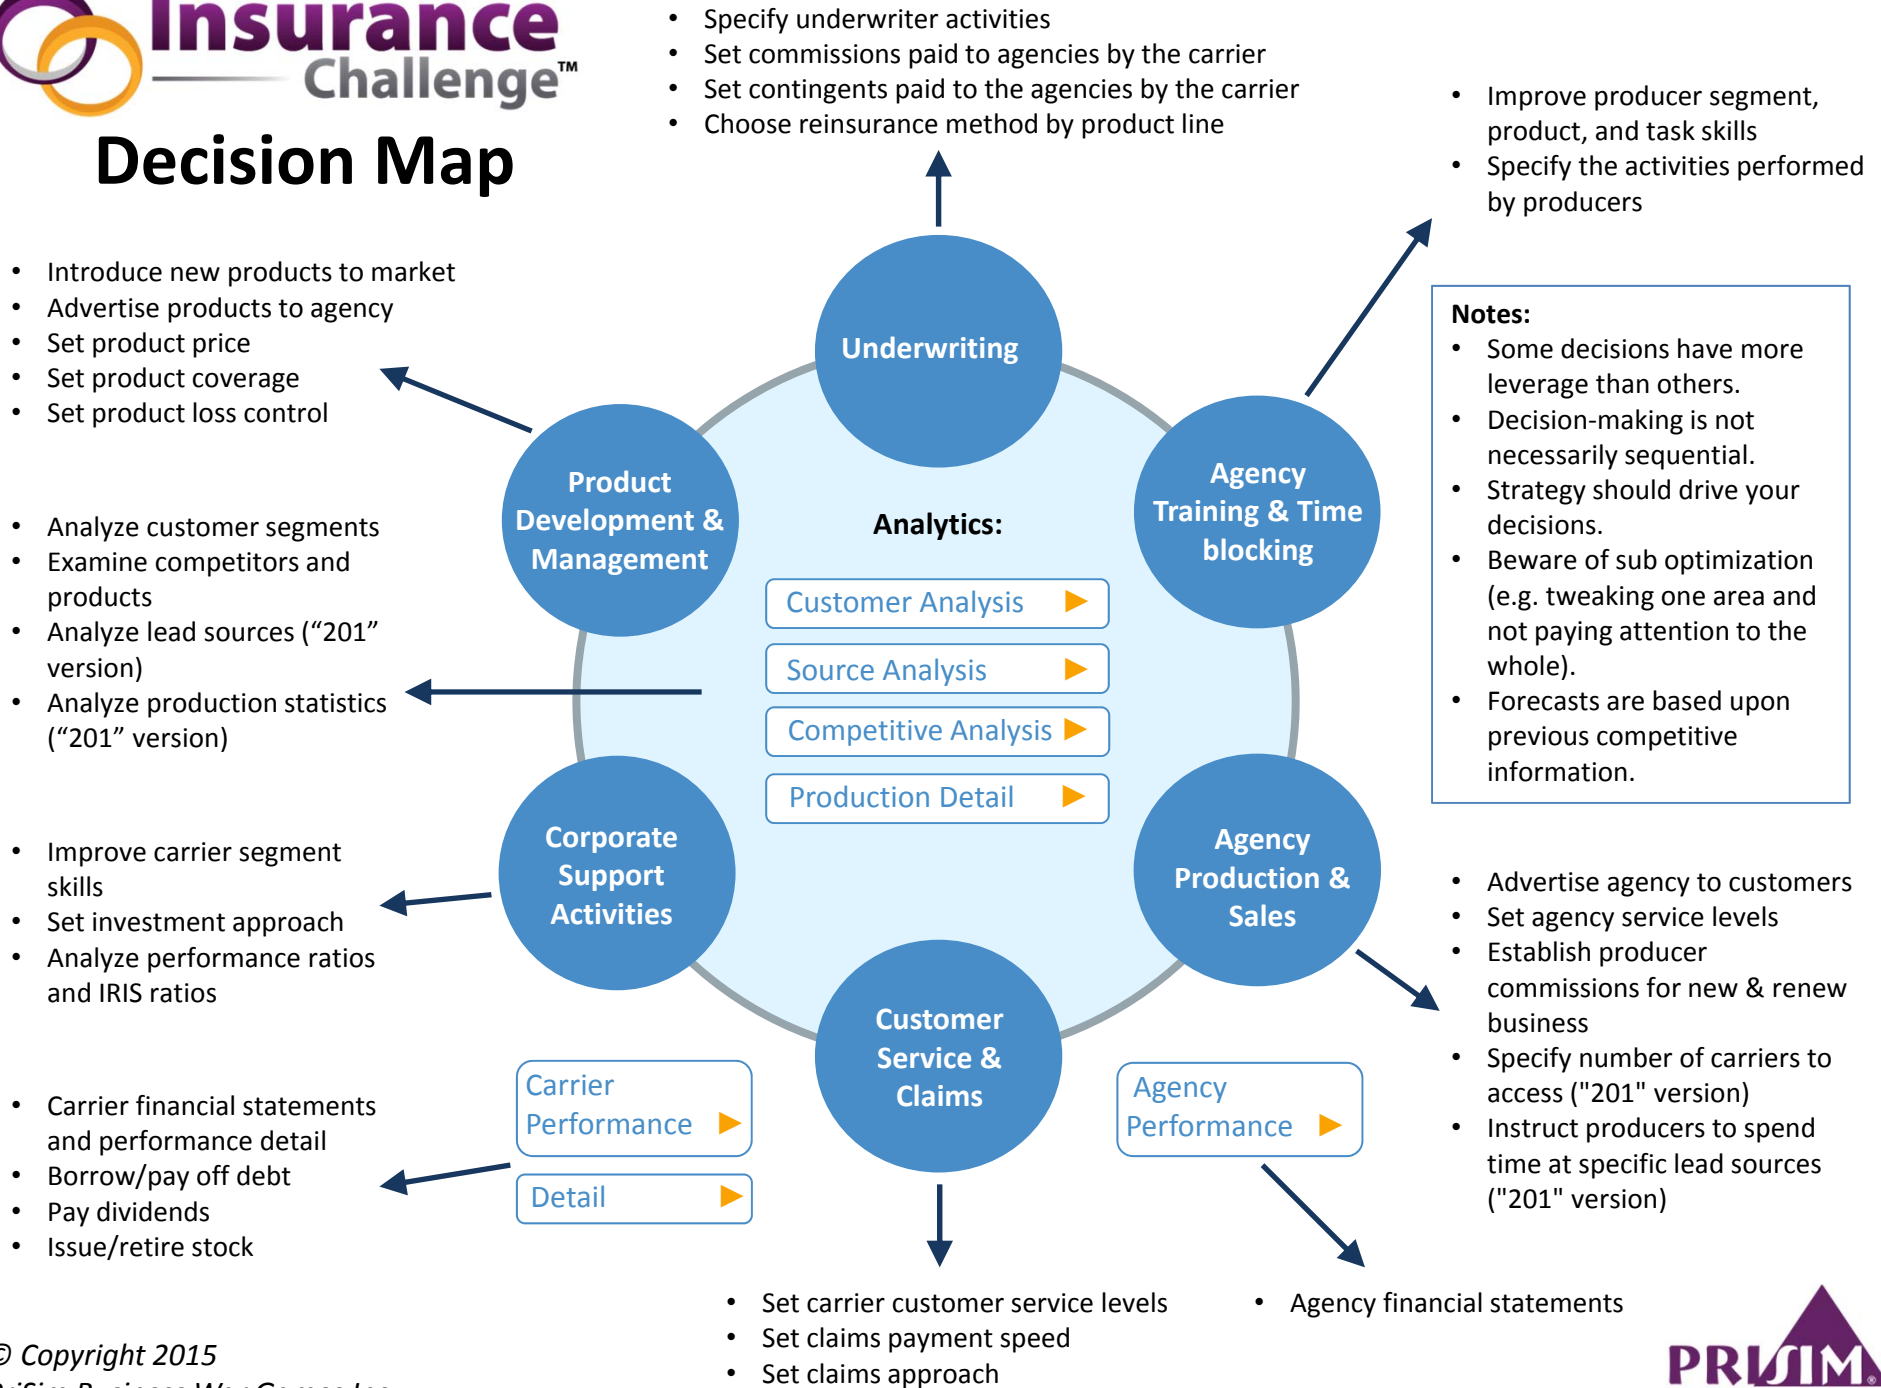 Insurance
Challenge™
Decision Map
• Specify underwriter activities
• Set commissions paid to agencies by the carrier
• Set contingents paid to the agencies by the carrier
• Choose reinsurance method by product line
• Improve producer segment,
product, and task skills
• Specify the activities performed
by producers
• Introduce new products to market
• Advertise products to agency
• Set product price
• Set product coverage
• Set product loss control
• Analyze customer segments
• Examine competitors and
products
• Analyze lead sources (“201”
version)
• Analyze production statistics
(“201” version)
• Improve carrier segment
skills
• Set investment approach
• Analyze performance ratios
and IRIS ratios
• Carrier financial statements
and performance detail
• Borrow/pay off debt
• Pay dividends
• Issue/retire stock
Underwriting
Product
Development &
Management
Agency
Training & Time
blocking
Analytics:
Customer Analysis
Source Analysis
Competitive Analysis
Production Detail
Corporate
Support
Activities
Agency
Production &
Sales
Customer
Service &
Claims
Carrier
Performance
Detail
Agency
Performance
Notes:
• Some decisions have more
leverage than others.
• Decision-making is not
necessarily sequential.
• Strategy should drive your
decisions.
• Beware of sub optimization
(e.g. tweaking one area and
not paying attention to the
whole).
• Forecasts are based upon
previous competitive
information.
• Advertise agency to customers
• Set agency service levels
• Establish producer
commissions for new & renew
business
• Specify number of carriers to
access ("201" version)
• Instruct producers to spend
time at specific lead sources
("201" version)
• Set carrier customer service levels
• Set claims payment speed
• Set claims approach
• Agency financial statements
© Copyright 2015
PriSim Business War Games Inc.
PRISIM®